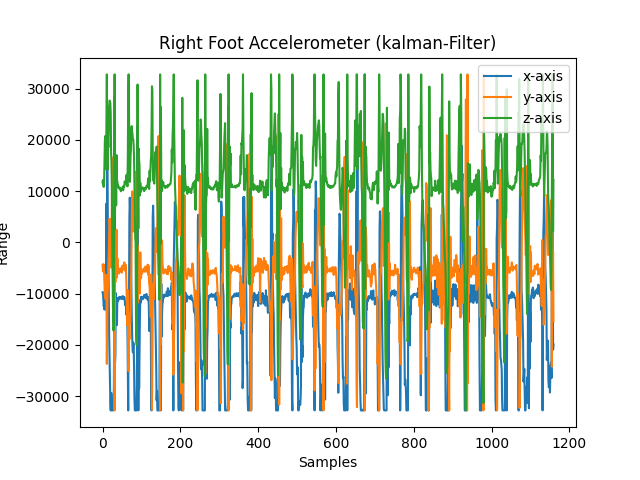 Right Foot Accelerometer (kalman-Filter)
x-axis
y-axis
z-axis
30000
20000
10000
0
−10000
−20000
−30000
Range
0 200 400 600 800 1000 1200
Samples